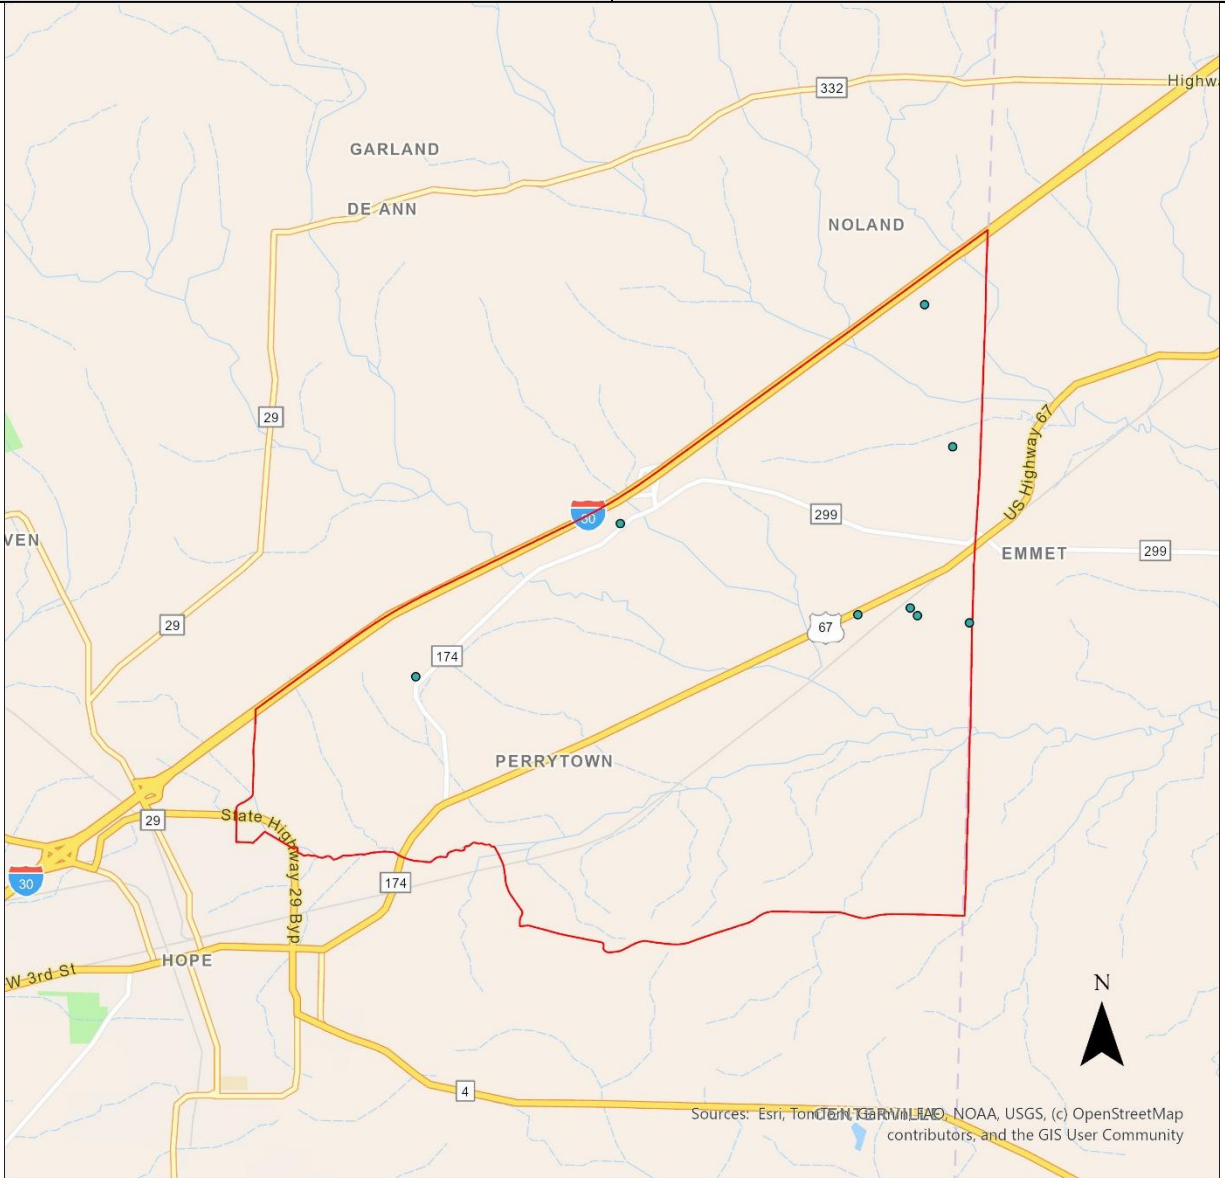 332
Highwa
GARLAND
DE ANN
NOLAND
29
US Highway 67
30
299
VEN
EMMET
299
29
67
174
PERRYTOWN
State Highway 29 Byp
29
30
174
HOPE
W 3rd St
N
4
CENTERVILLE
Sources: Esri, TomTom, Garmin, FAO, NOAA, USGS, (c) OpenStreetMap
contributors, and the GIS User Community